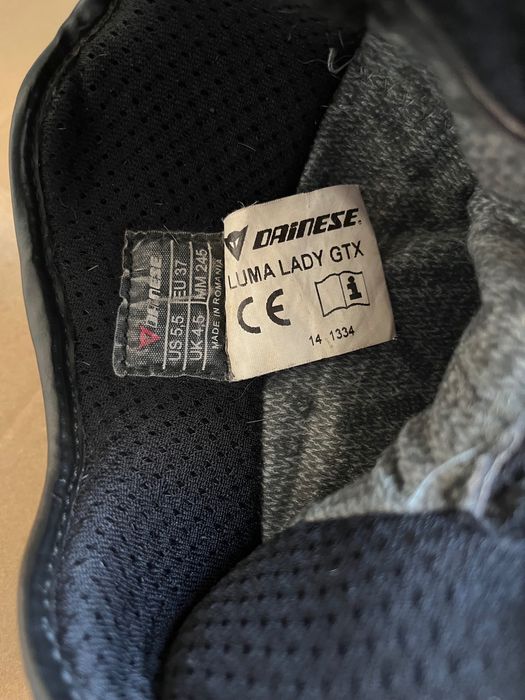 DAINESE
US 5,5 EU 37
UK 4,5 MM 245
MADE IN ROMANIA
DAINESE
LUMA LADY GTX
CE
i
14 1334